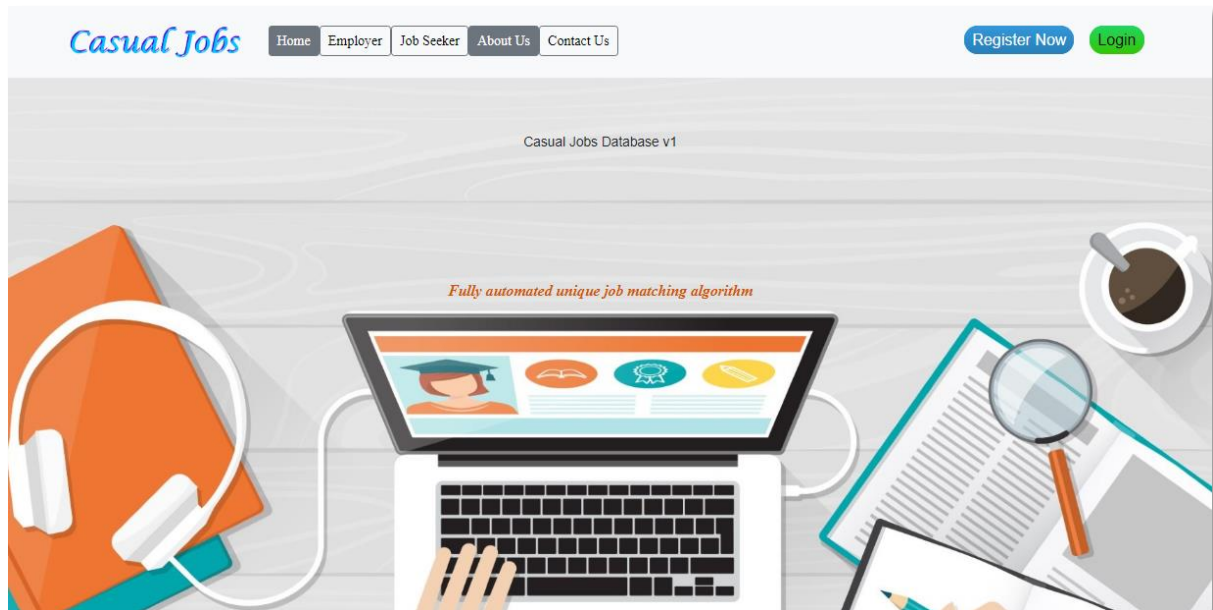 Casual Jobs
Home Employer Job Seeker About Us Contact Us
Register Now Login
Casual Jobs Database v1
Fully automated unique job matching algorithm